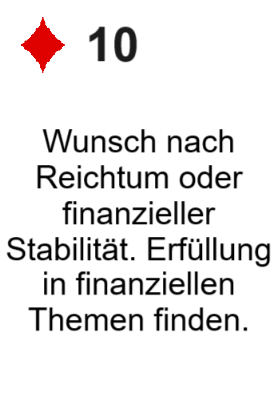 10
Wunsch nach
Reichtum oder
finanzieller
Stabilität. Erfüllung
in finanziellen
Themen finden.